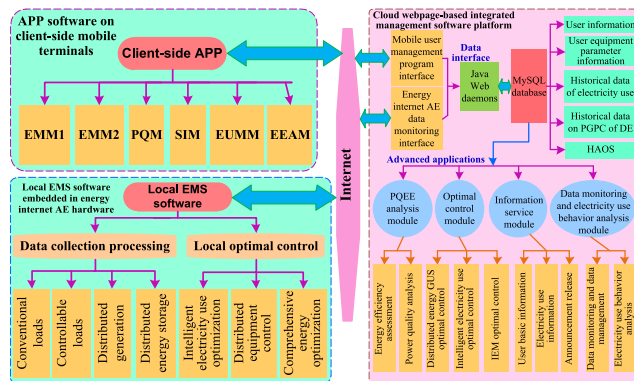 APP software on
client-side mobile
terminals
Client-side APP
EMM1
EMM2
PQM
SIM
EUMM
EEAM
Local EMS software
embedded in energy
internet AE hardware
Local EMS
software
Data collection processing
Local optimal control
Conventional
loads
Controllable
loads
Distributed
generation
Distributed
energy storage
Intelligent
electricity use
optimization
Distributed
equipment
control
Comprehensive
energy
optimization
Internet
Cloud webpage-based integrated
management software platform
Mobile user
management
program
interface
Energy
internet AE
data
monitoring
interface
Data
interface
Java
Web
daemons
MySQL
database
User information
User equipment
parameter
information
Historical data
of electricity use
Historical data
on PGPC of DE
HAOS
Advanced applications
PQEE
analysis
module
Optimal
control
module
Information
service
module
Data monitoring
and electricity use
behavior analysis
module
Energy efficiency
assessment
Power quality analysis
Distributed energy GUS
optimal control
Intelligent electricity use
optimal control
IEM optimal control
User basic information
Electricity use
information
Announcement release
Data monitoring and data
management
Electricity use behavior
analysis